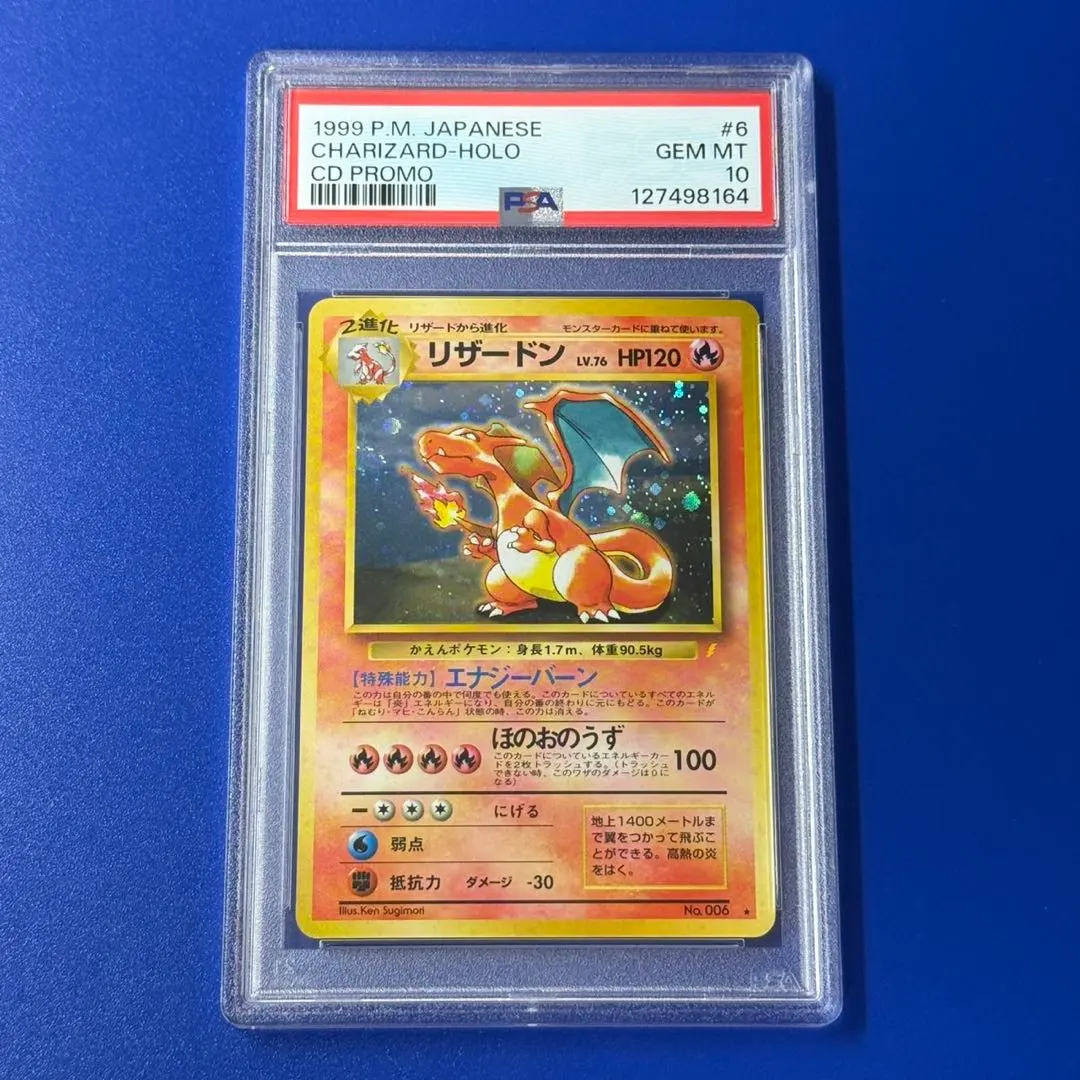 1999 P.M. JAPANESE #6
CHARIZARD-HOLO GEM MT
CD PROMO 10
PSA 127498164
2進化 リザードから進化 モンスターカードに重ねて使います。
リザードン LV.76 HP120
かえんポケモン：身長1.7m、体重90.5kg
【特殊能力】エナジーバーン
この力は自分の番の中で何度でも使える。このカードについているすべてのエネル
ギーは「炎」エネルギーになり、自分の番の終わりに元にもどる。このカードが
「ねむり・マヒ・こんらん」状態の時、この力は消える。
ほのおのうず
このカードについているエネルギーカー
ドを2枚トラッシュする。（トラッシュ
できない時、このワザのダメージは0に
なる）
100
にげる
弱点
抵抗力 ダメージ -30
地上1400メートルま
で翼をつかって飛ぶこ
とができる。高熱の炎
をはく。
Illus.Ken Sugimori No.006 ★
PSA